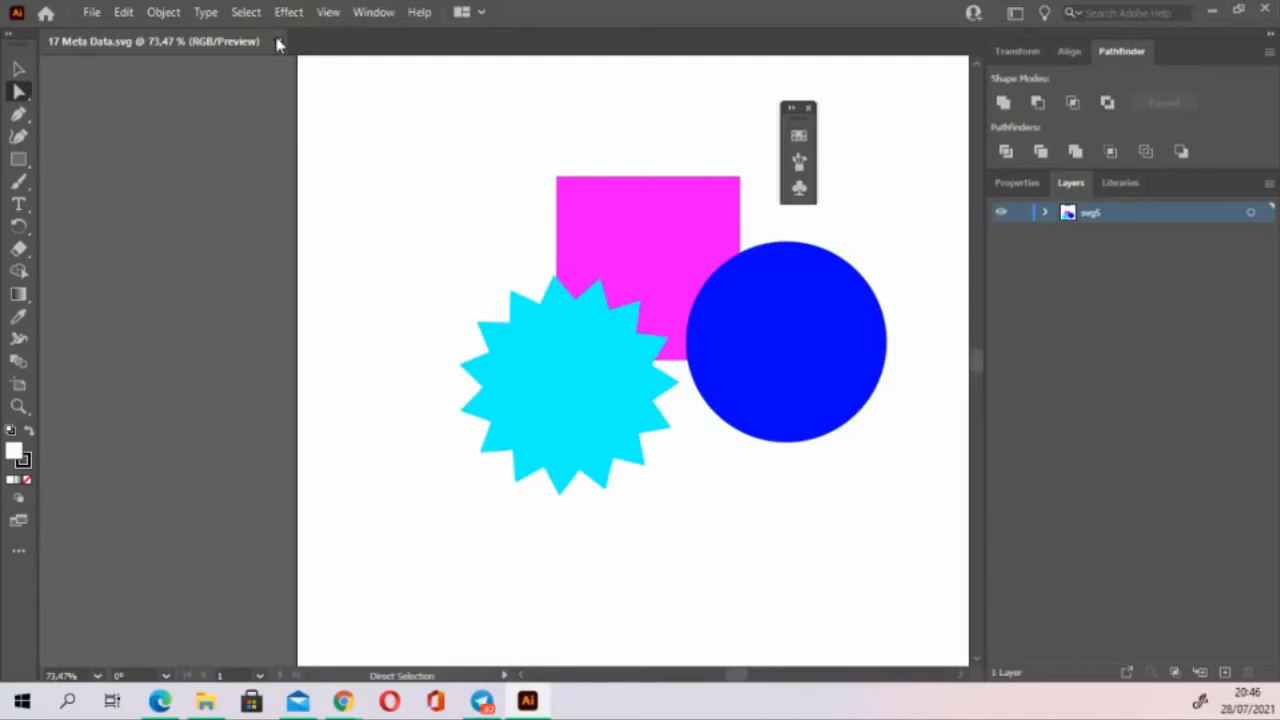 Ai File Edit Object Type Select Effect View Window Help Search Adobe Help
17 Meta Data.svg @ 73,47 % (RGB/Preview)
Transform Align Pathfinder
Shape Modes:
Expand
Pathfinders:
Properties Layers Libraries
svg5
73,47% 0° 1 Direct Selection
1 Layer
Ai
20:46
28/07/2021